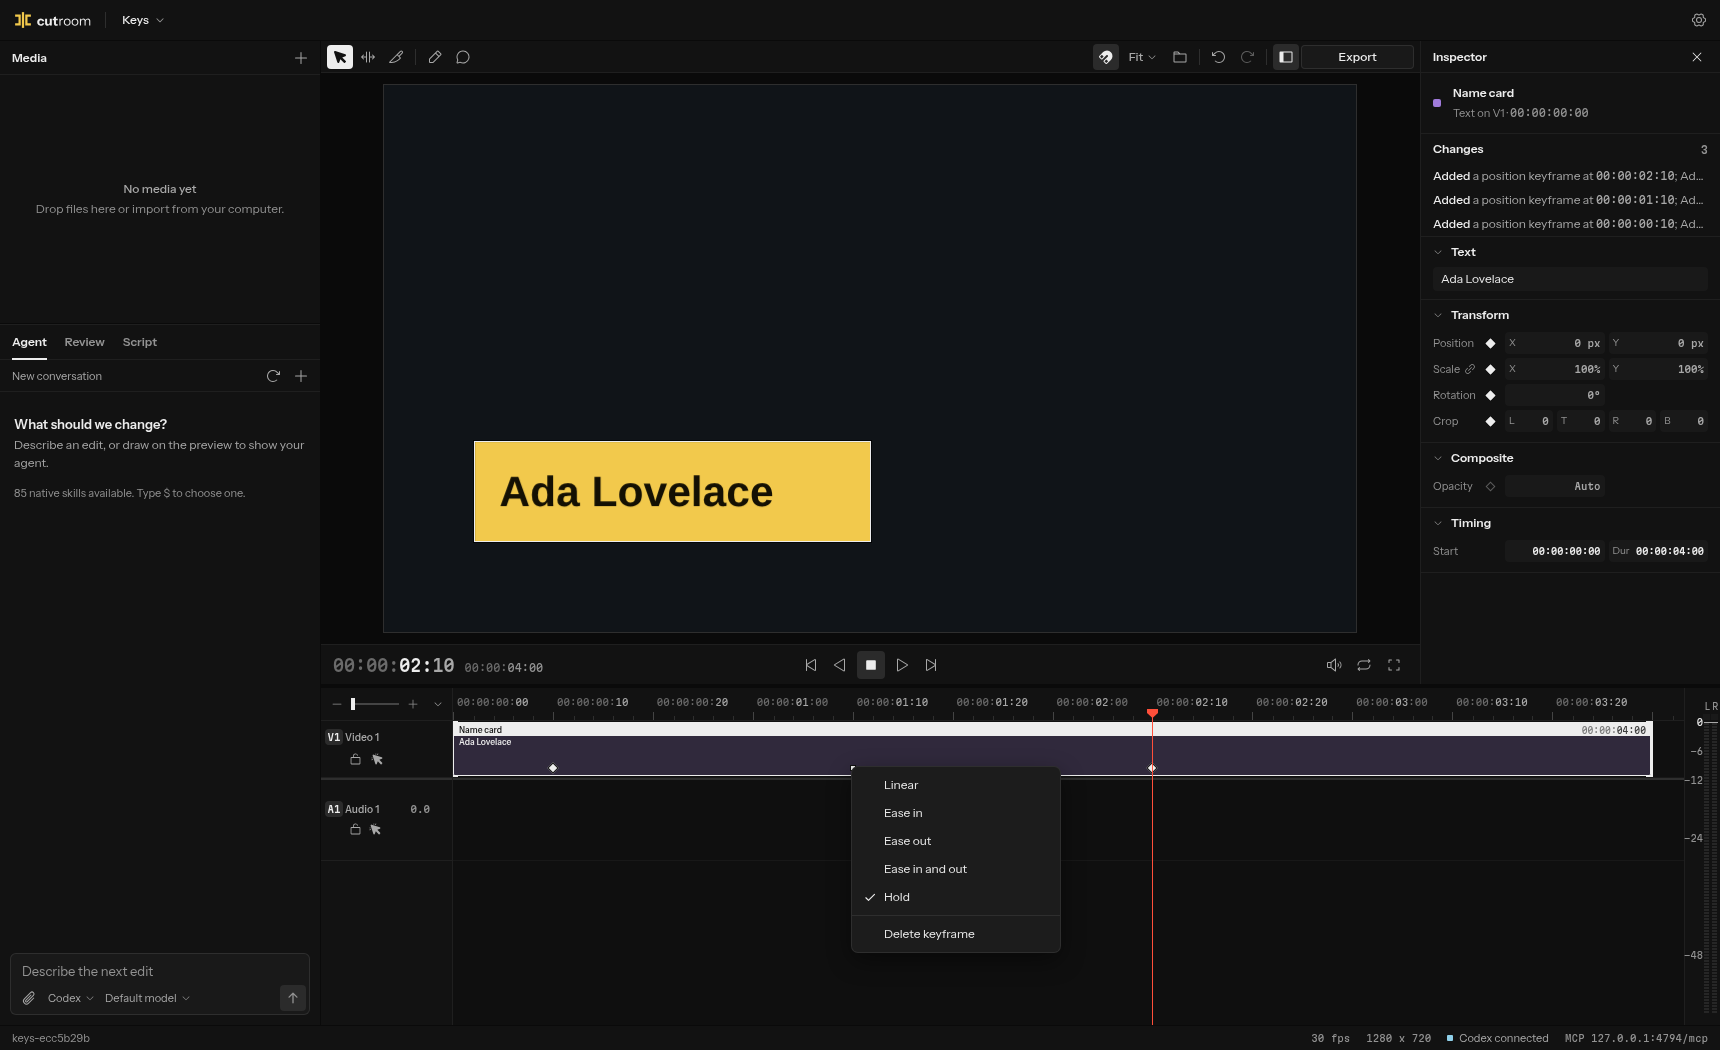 cutroom
Keys
Media
No media yet
Drop files here or import from your computer.
Agent Review Script
New conversation
What should we change?
Describe an edit, or draw on the preview to show your
agent.
85 native skills available. Type $ to choose one.
Describe the next edit
Codex Default model
keys-ecc5b29b
Fit
Export
Ada Lovelace
00:00:02:10 00:00:04:00
00:00:00:00 00:00:00:10 00:00:00:20 00:00:01:00 00:00:01:10 00:00:01:20 00:00:02:00 00:00:02:10 00:00:02:20 00:00:03:00 00:00:03:10 00:00:03:20
V1 Video 1
Name card 00:00:04:00
Ada Lovelace
A1 Audio 1 0.0
Linear
Ease in
Ease out
Ease in and out
Hold
Delete keyframe
L R
0
-6
-12
-24
-48
Inspector
Name card
Text on V1·00:00:00:00
Changes 3
Added a position keyframe at 00:00:02:10; Ad...
Added a position keyframe at 00:00:01:10; Ad...
Added a position keyframe at 00:00:00:10; Ad...
Text
Ada Lovelace
Transform
Position X 0 px Y 0 px
Scale X 100% Y 100%
Rotation 0°
Crop L 0 T 0 R 0 B 0
Composite
Opacity Auto
Timing
Start 00:00:00:00 Dur 00:00:04:00
30 fps 1280 x 720 Codex connected MCP 127.0.0.1:4794/mcp